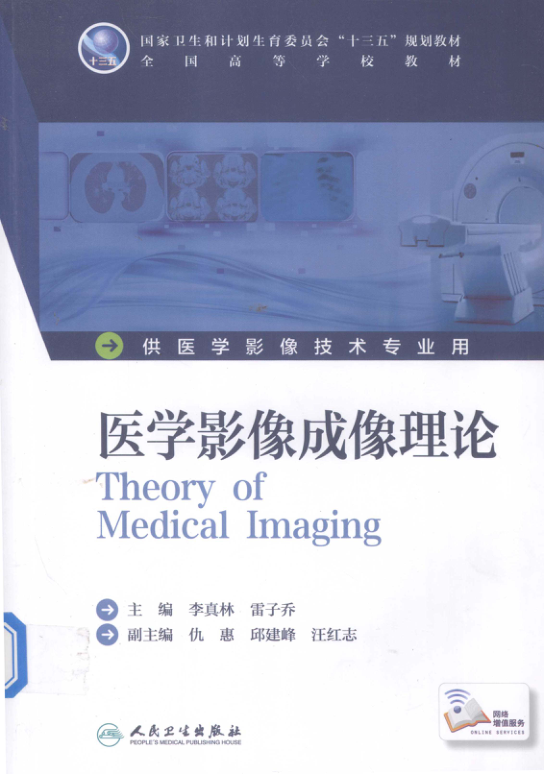 国家卫生和计划生育委员会“十三五”规划教材
全国高等学校教材
十三五
供医学影像技术专业用
医学影像成像理论
Theory of
Medical Imaging
主 编 李真林 雷子乔
副主编 仇 惠 邱建峰 汪红志
人民卫生出版社
PEOPLE'S MEDICAL PUBLISHING HOUSE
网络
增值服务
ONLINE SERVICES